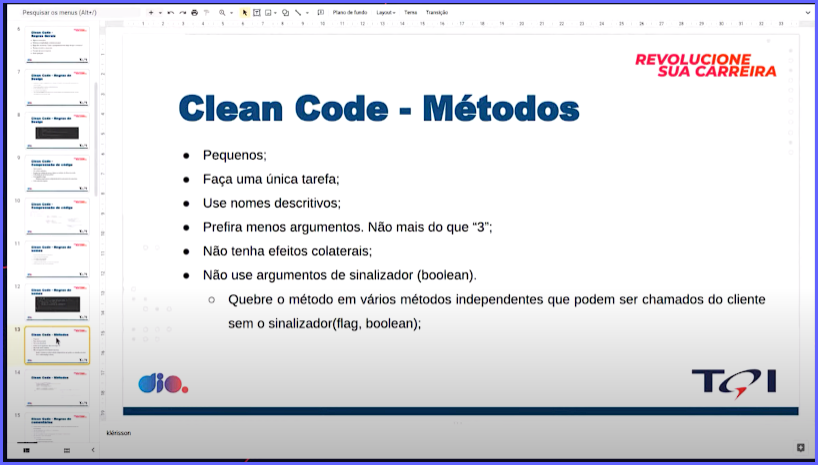 Pesquisar os menus (Alt+/)
Plano de fundo Layout Tema Transição
REVOLUCIONE
SUA CARREIRA
Clean Code - Métodos
● Pequenos;
● Faça uma única tarefa;
● Use nomes descritivos;
● Prefira menos argumentos. Não mais do que “3”;
● Não tenha efeitos colaterais;
● Não use argumentos de sinalizador (boolean).
○ Quebre o método em vários métodos independentes que podem ser chamados do cliente
sem o sinalizador(flag, boolean);
dio.
TQI
klérisson
6
Clean Code -
Regras Gerais
7
Clean Code - Regras de
Design
8
Clean Code - Regras de
Design
9
Clean Code -
Compreensão de código
10
Clean Code -
Compreensão de código
11
Clean Code - Regras de
nomes
12
Clean Code - Regras de
nomes
13
Clean Code - Métodos
14
Clean Code - Métodos
15
Clean Code - Regras de
comentários